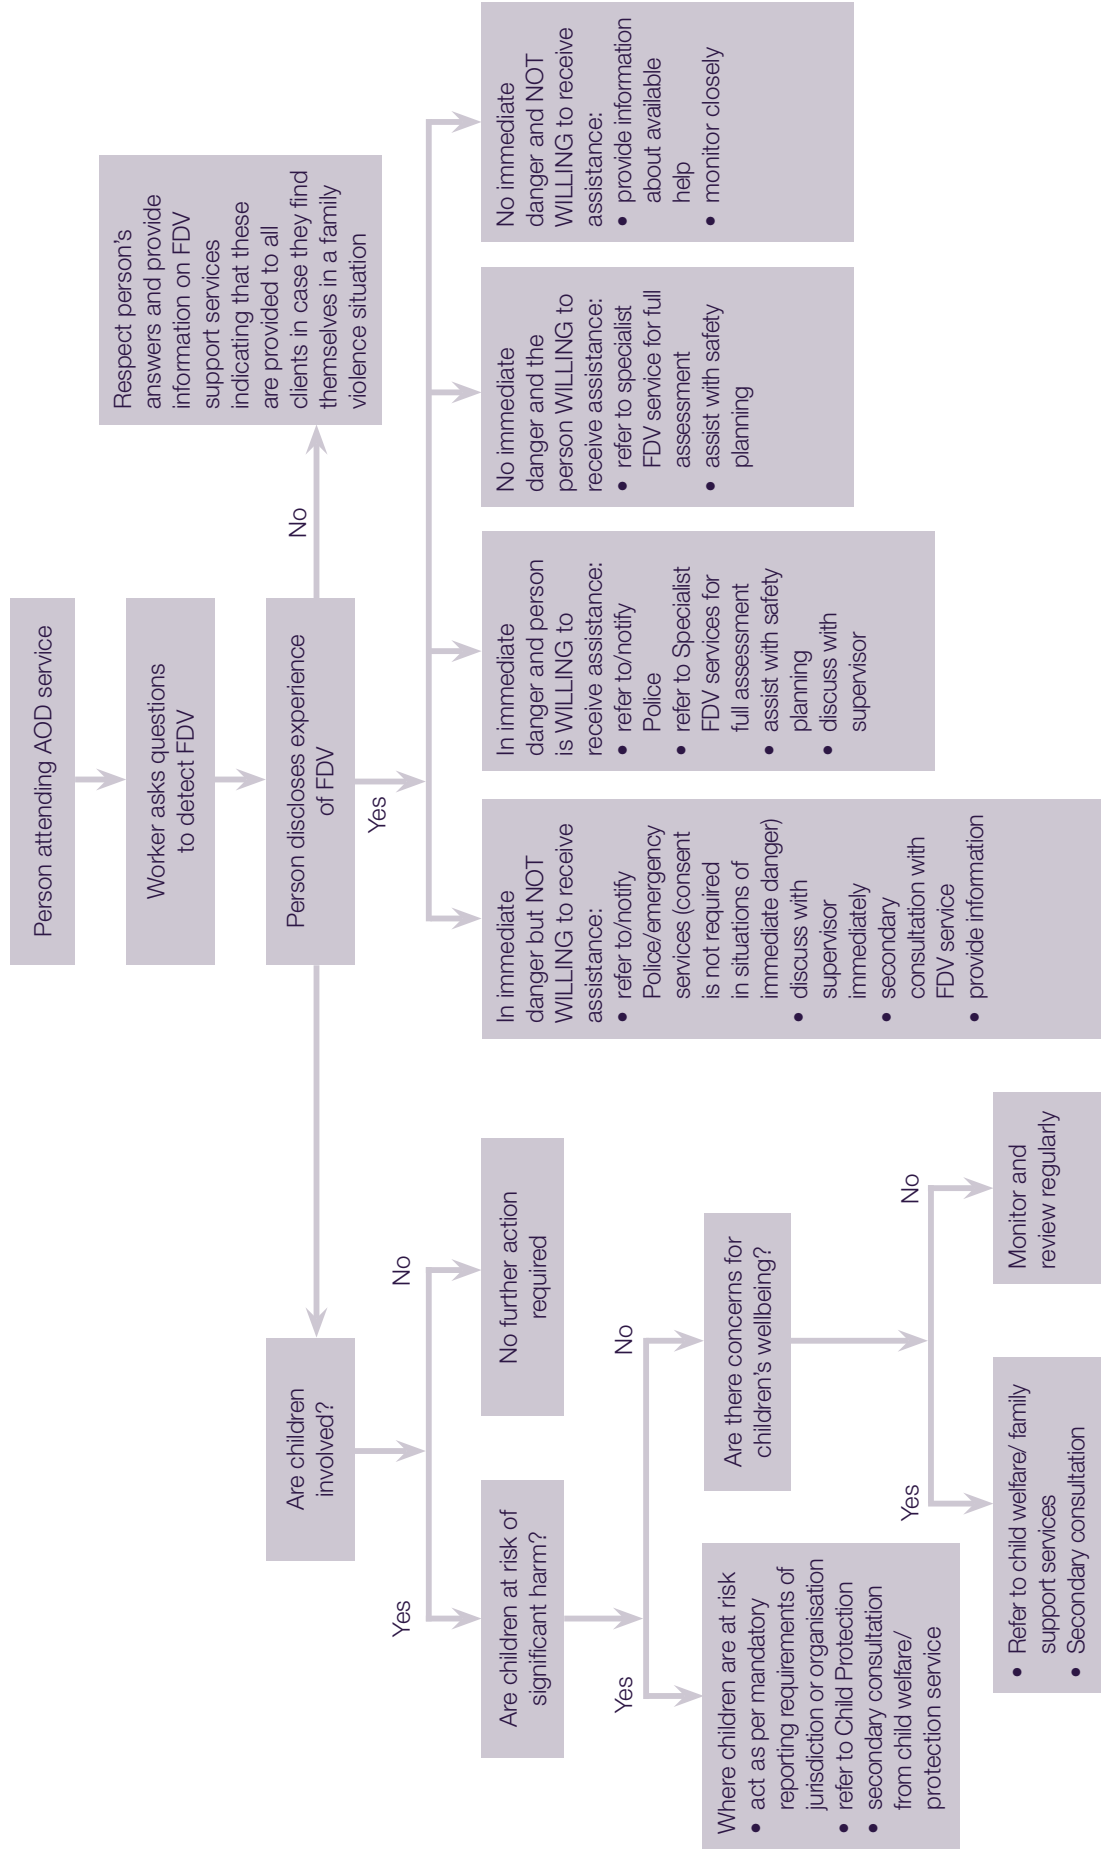 Person attending AOD service
Worker asks questions
to detect FDV
Person discloses experience
of FDV
No
Respect person's
answers and provide
information on FDV
support services
indicating that these
are provided to all
clients in case they find
themselves in a family
violence situation
Yes
In immediate
danger but NOT
WILLING to receive
assistance:
• refer to/notify
Police/emergency
services (consent
is not required
in situations of
immediate danger)
• discuss with
supervisor
immediately
• secondary
consultation with
FDV service
• provide information
In immediate
danger and person
is WILLING to
receive assistance:
• refer to/notify
Police
• refer to Specialist
FDV services for
full assessment
• assist with safety
planning
• discuss with
supervisor
No immediate
danger and the
person WILLING to
receive assistance:
• refer to specialist
FDV service for full
assessment
• assist with safety
planning
No immediate
danger and NOT
WILLING to receive
assistance:
• provide information
about available
help
• monitor closely
Are children
involved?
Yes
No
Are children at risk of
significant harm?
No further action
required
Yes
No
Where children are at risk
• act as per mandatory
reporting requirements of
jurisdiction or organisation
• refer to Child Protection
• secondary consultation
from child welfare/
protection service
Are there concerns for
children's wellbeing?
Yes
No
• Refer to child welfare/ family
support services
• Secondary consultation
Monitor and
review regularly